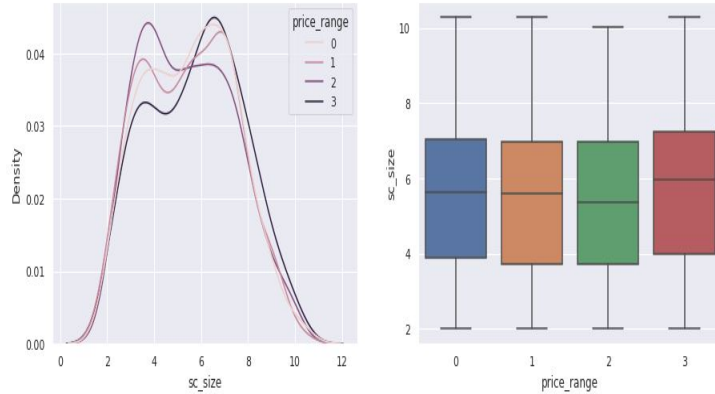 price_range
0
1
2
3
0.04
0.03
0.02
0.01
0.00
Density
0 2 4 6 8 10 12
sc_size
10
8
6
4
2
sc_size
0 1 2 3
price_range